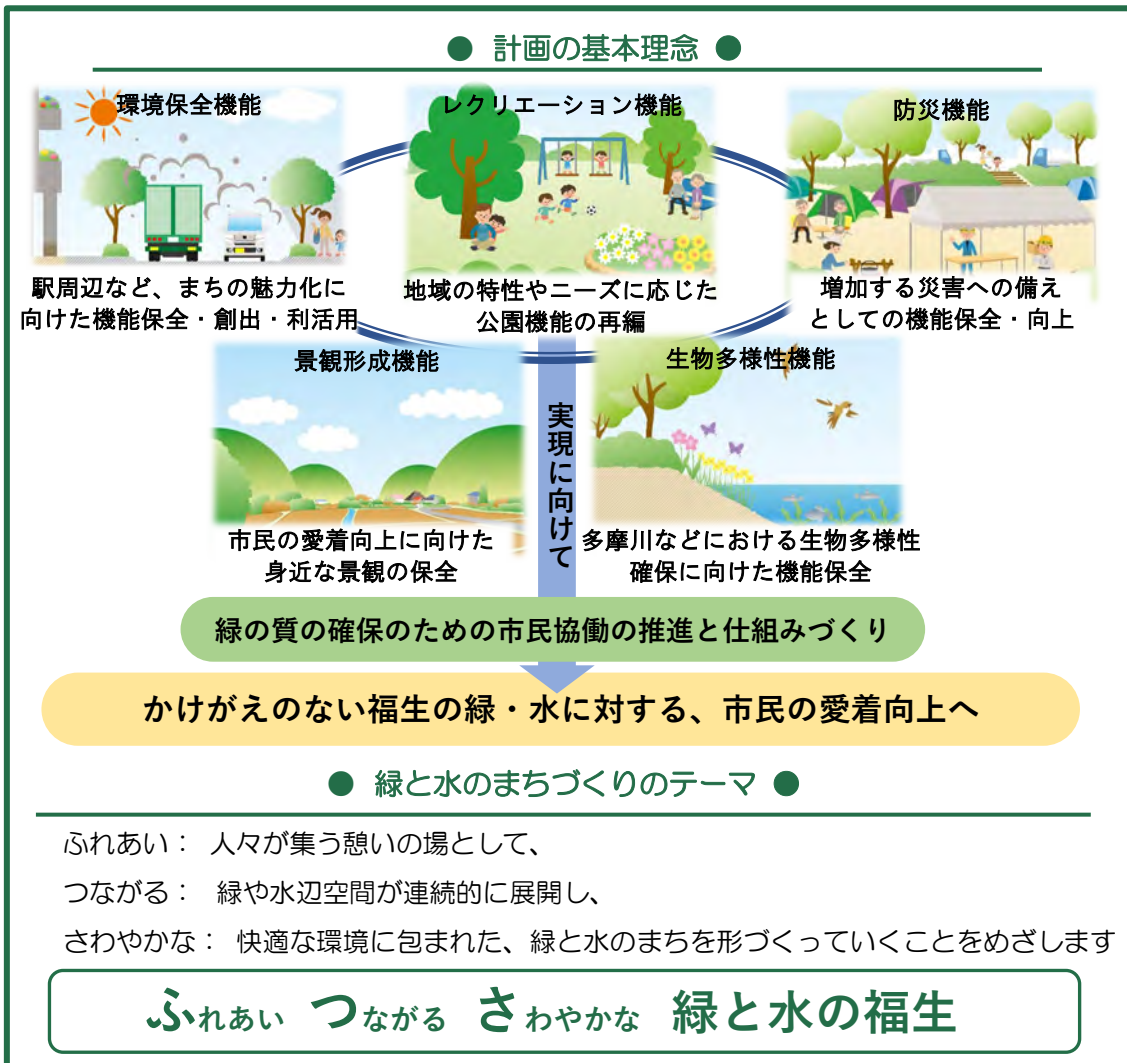 ● 計画の基本理念 ●
環境保全機能
駅周辺など、まちの魅力化に
向けた機能保全・創出・利活用
レクリエーション機能
地域の特性やニーズに応じた
公園機能の再編
防災機能
増加する災害への備え
としての機能保全・向上
景観形成機能
市民の愛着向上に向けた
身近な景観の保全
生物多様性機能
多摩川などにおける生物多様性
確保に向けた機能保全
実現に向けて
緑の質の確保のための市民協働の推進と仕組みづくり
かけがえのない福生の緑・水に対する、市民の愛着向上へ
● 緑と水のまちづくりのテーマ ●
ふれあい： 人々が集う憩いの場として、
つながる： 緑や水辺空間が連続的に展開し、
さわやかな： 快適な環境に包まれた、緑と水のまちを形づくっていくことをめざします
ふれあい つながる さわやかな 緑と水の福生